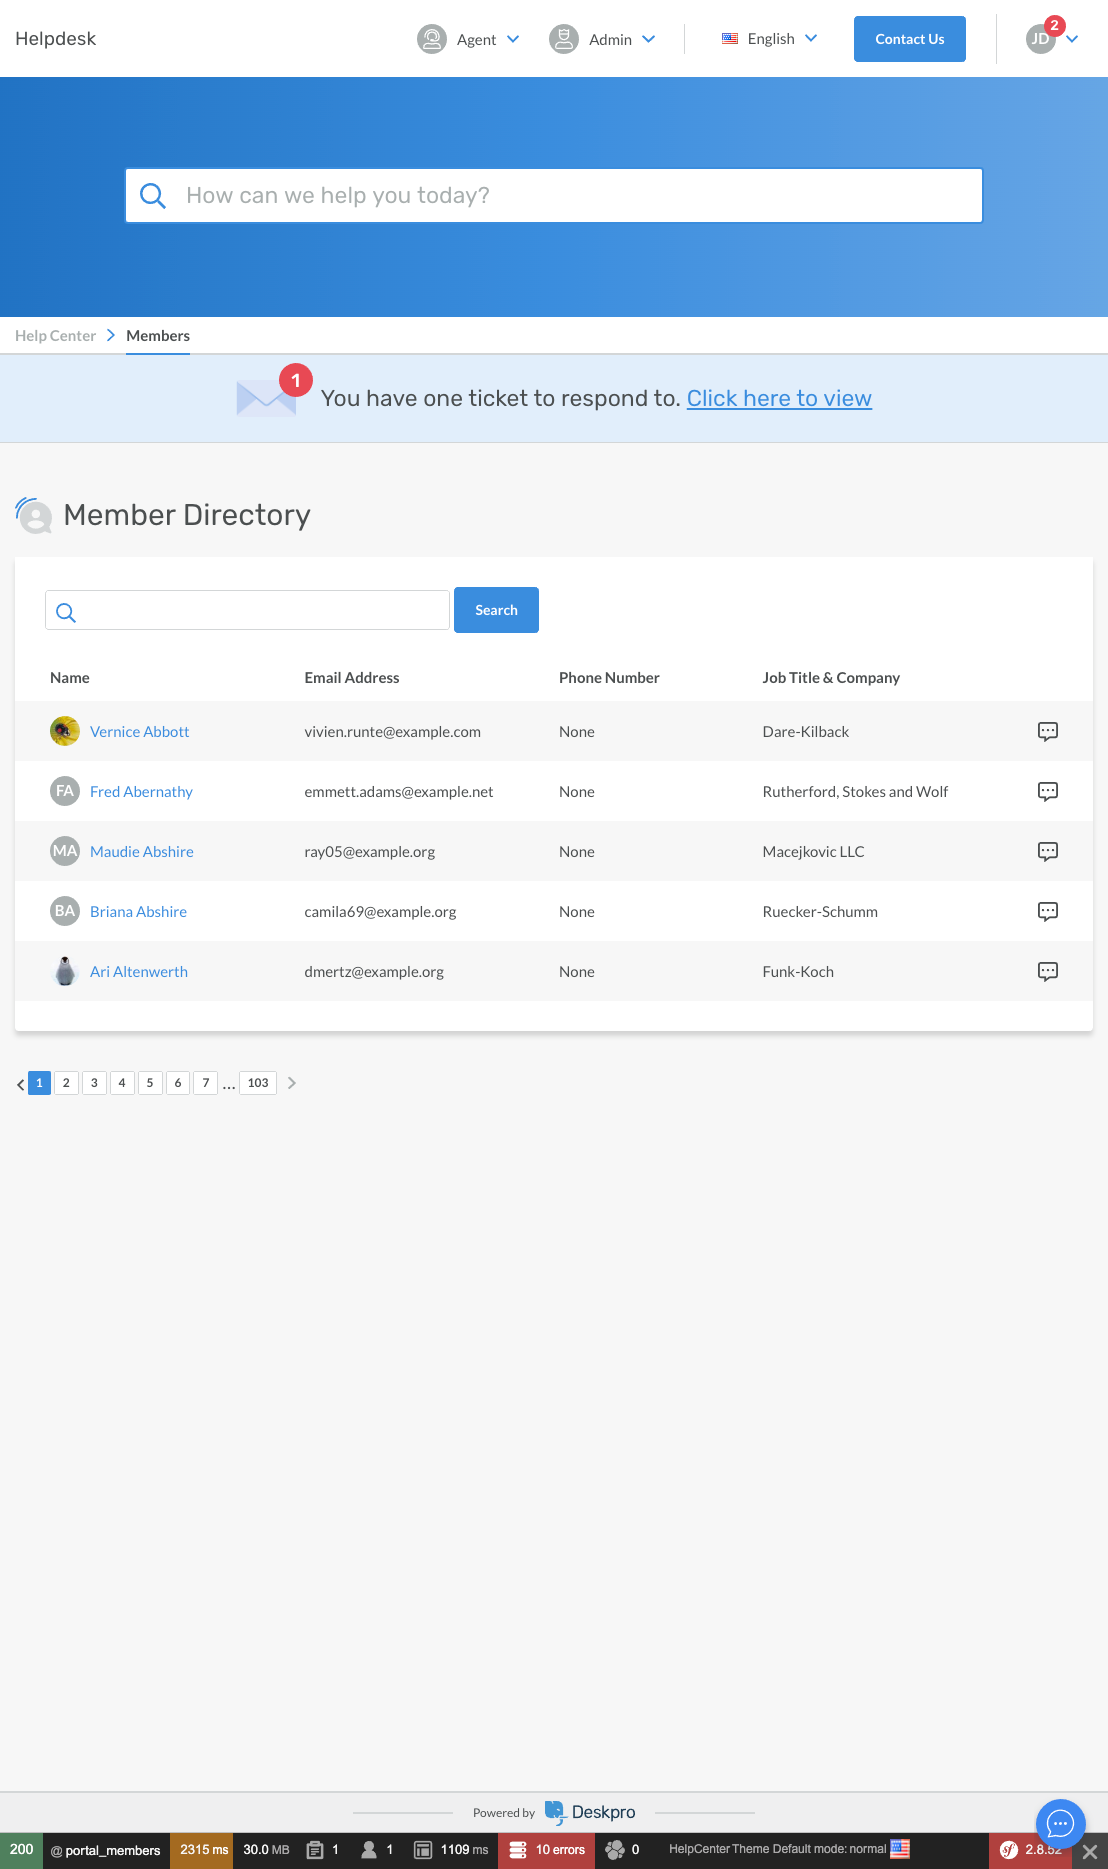 Helpdesk Agent Admin English Contact Us JD 2
How can we help you today?
Help Center Members
1 You have one ticket to respond to. Click here to view
Member Directory
Search
Name Email Address Phone Number Job Title & Company
Vernice Abbott vivien.runte@example.com None Dare-Kilback
FA Fred Abernathy emmett.adams@example.net None Rutherford, Stokes and Wolf
MA Maudie Abshire ray05@example.org None Macejkovic LLC
BA Briana Abshire camila69@example.org None Ruecker-Schumm
Ari Altenwerth dmertz@example.org None Funk-Koch
1 2 3 4 5 6 7 ... 103
Powered by Deskpro
200 @ portal_members 2315 ms 30.0 MB 1 1 1109 ms 10 errors 0 HelpCenter Theme Default mode: normal sf 2.8.52